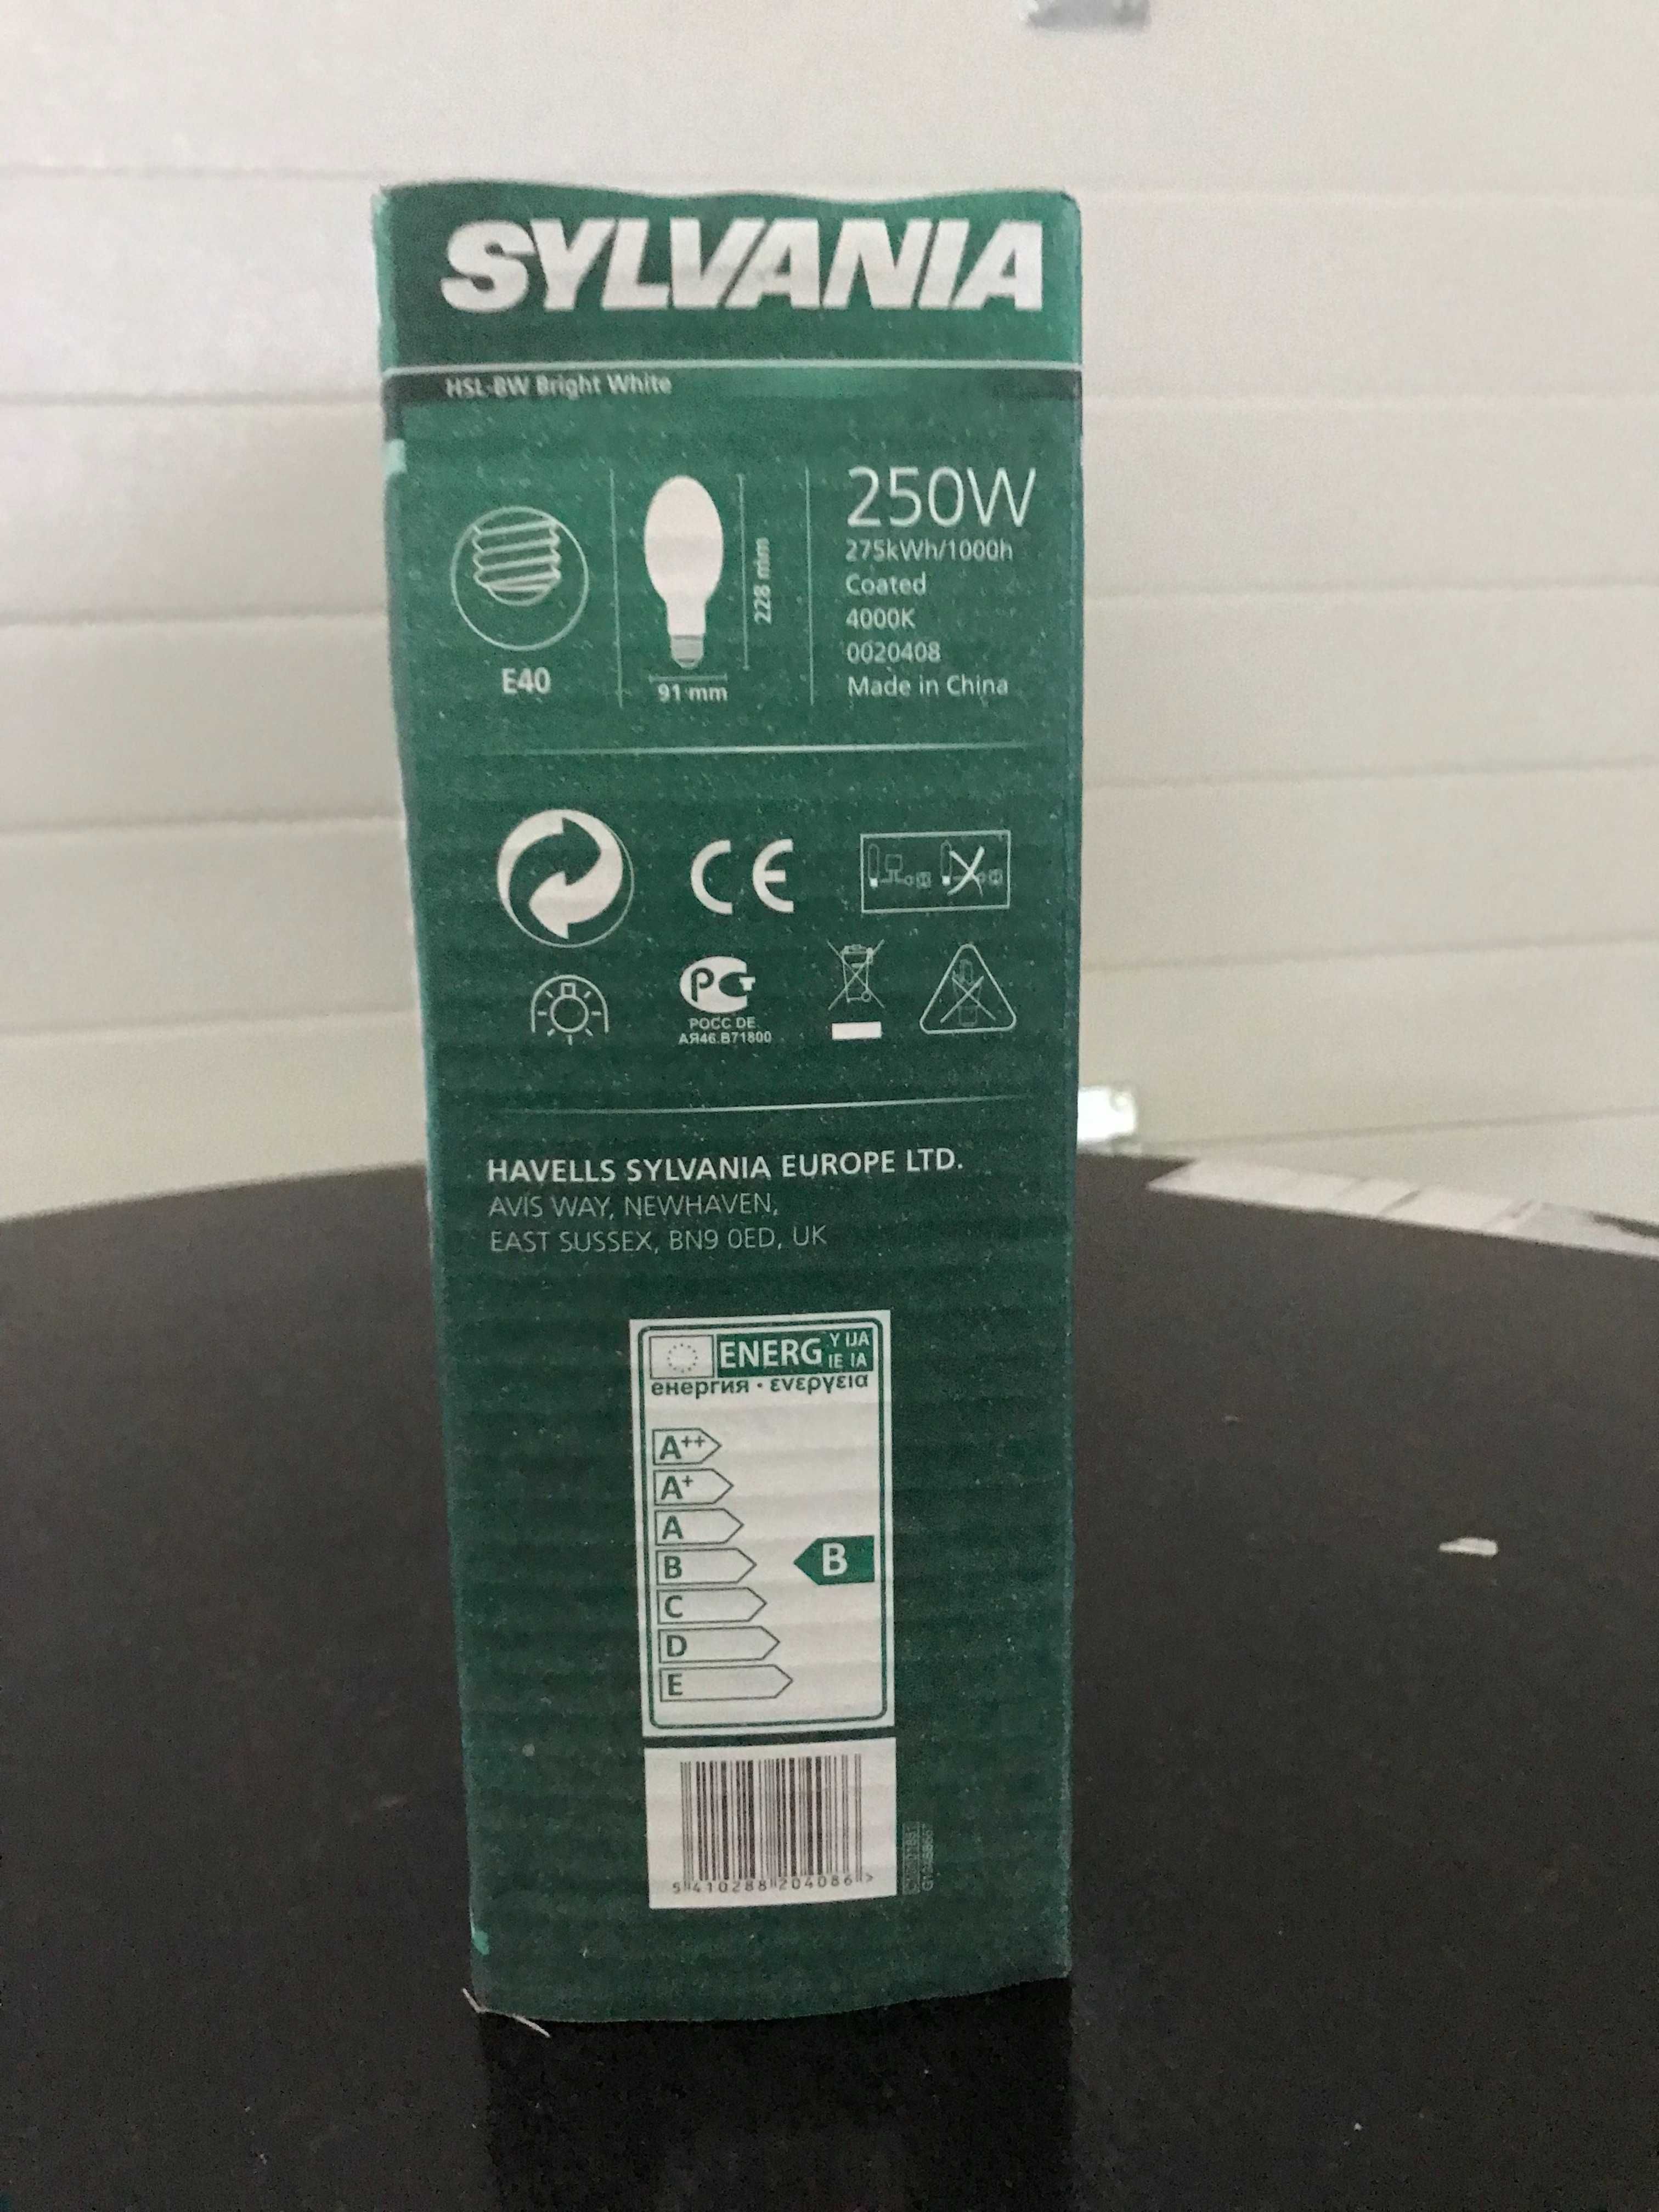 SYLVANIA
HSL-BW Bright White
250W
275kWh/1000h
Coated
4000K
0020408
Made in China
E40
228 mm
91 mm
CE
РСТ
РОСС DE.
АЯ46.В71800
HAVELLS SYLVANIA EUROPE LTD.
AVIS WAY, NEWHAVEN,
EAST SUSSEX, BN9 0ED, UK
ENERG Y IJA
IE IA
енергия · ενεργεια
A++
A+
A
B
B
C
D
E
5 410288 204086 >